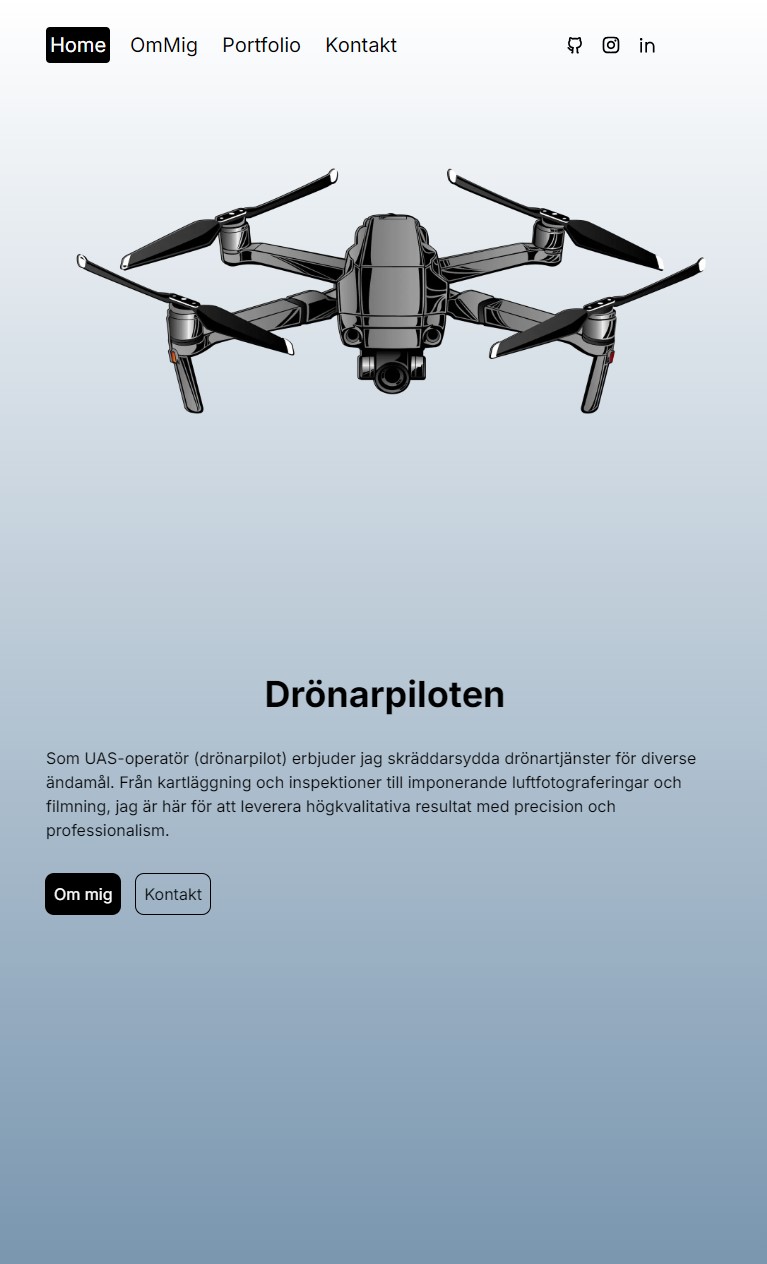 Home OmMig Portfolio Kontakt in
Drönarpiloten
Som UAS-operatör (drönarpilot) erbjuder jag skräddarsydda drönartjänster för diverse
ändamål. Från kartläggning och inspektioner till imponerande luftfotograferingar och
filmning, jag är här för att leverera högkvalitativa resultat med precision och
professionalism.
Om mig Kontakt